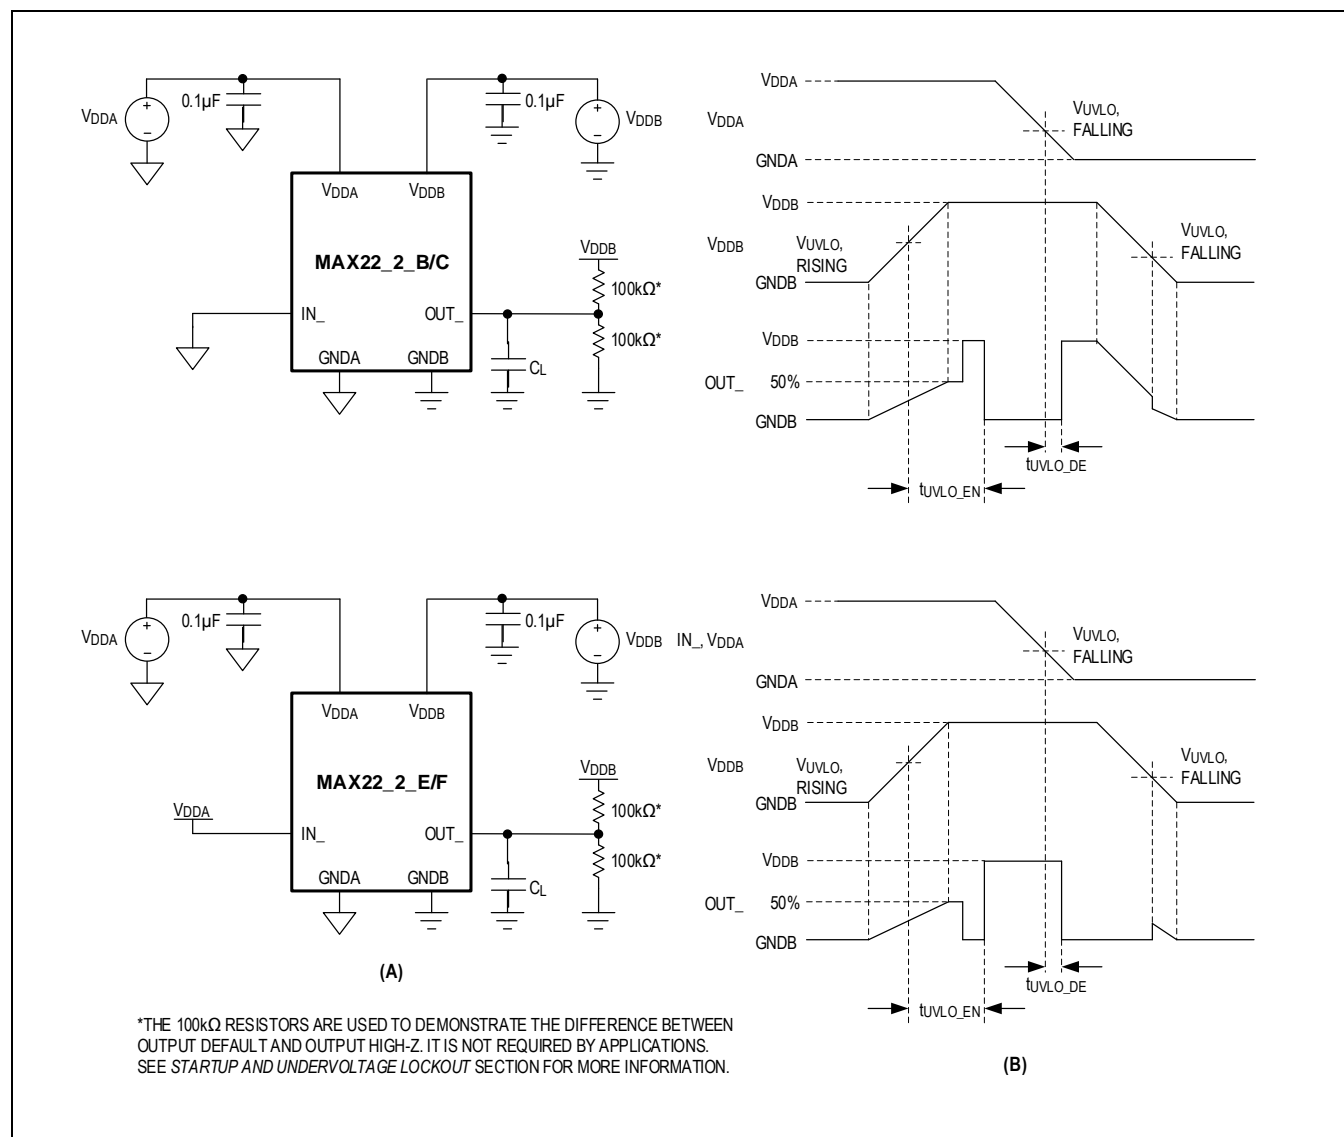 VDDA
0.1µF
0.1µF
VDDB
VDDA
VDDB
MAX22_2_B/C
IN_
OUT_
GNDA
GNDB
VDDB
100kΩ*
100kΩ*
CL
VDDA
VDDA
GNDA
VUVLO,
FALLING
VDDB
VDDB
GNDB
VUVLO,
RISING
VUVLO,
FALLING
VDDB
OUT_
50%
GNDB
tUVLO_DE
tUVLO_EN
VDDA
0.1µF
0.1µF
VDDB
VDDA
VDDB
MAX22_2_E/F
VDDA
IN_
OUT_
GNDA
GNDB
VDDB
100kΩ*
100kΩ*
CL
(A)
VDDA
IN_, VDDA
GNDA
VUVLO,
FALLING
VDDB
VDDB
GNDB
VUVLO,
RISING
VUVLO,
FALLING
VDDB
OUT_
50%
GNDB
tUVLO_DE
tUVLO_EN
(B)
*THE 100kΩ RESISTORS ARE USED TO DEMONSTRATE THE DIFFERENCE BETWEEN
OUTPUT DEFAULT AND OUTPUT HIGH-Z. IT IS NOT REQUIRED BY APPLICATIONS.
SEE STARTUP AND UNDERVOLTAGE LOCKOUT SECTION FOR MORE INFORMATION.